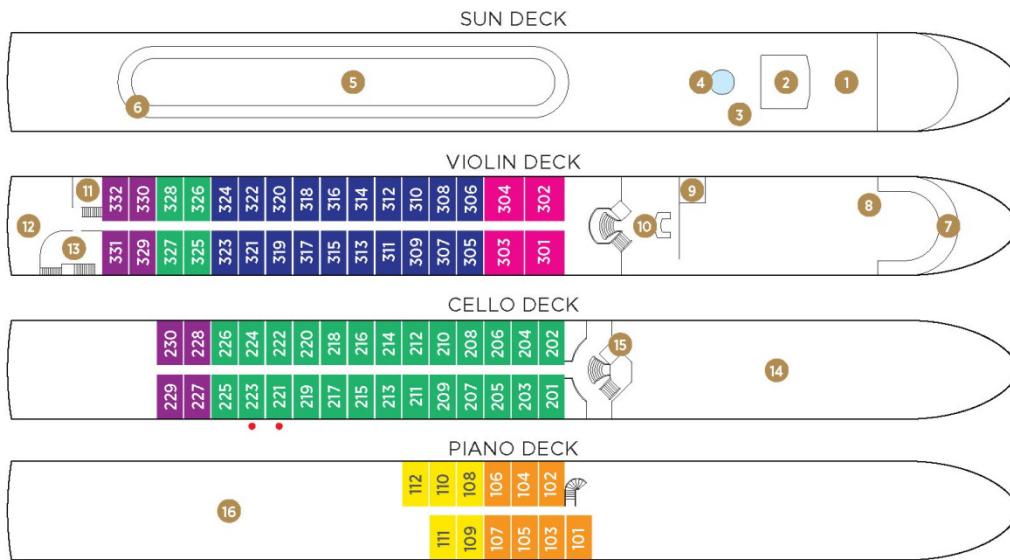 SUN DECK
6 5 4 3 2 1
VIOLIN DECK
11 332 330 328 326 324 322 320 318 316 314 312 310 308 306 304 302 9
12 10 8 7
13 331 329 327 325 323 321 319 317 315 313 311 309 307 305 303 301
CELLO DECK
230 228 226 224 222 220 218 216 214 212 210 208 206 204 202 15
14
229 227 225 223 221 219 217 215 213 211 209 207 205 203 201
PIANO DECK
112 110 108 106 104 102
16
111 109 107 105 103 101